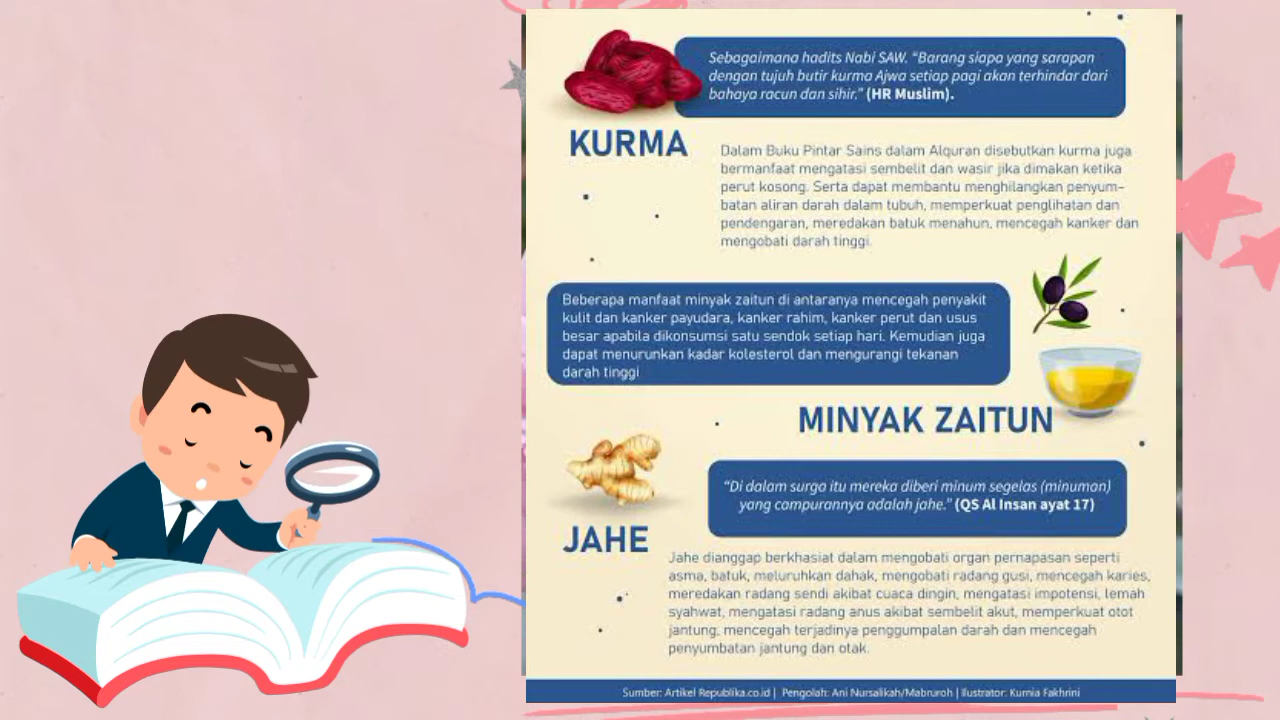 Sebagaimana hadits Nabi SAW. “Barang siapa yang sarapan
dengan tujuh butir kurma Ajwa setiap pagi akan terhindar dari
bahaya racun dan sihir.” (HR Muslim).
KURMA
Dalam Buku Pintar Sains dalam Alquran disebutkan kurma juga
bermanfaat mengatasi sembelit dan wasir jika dimakan ketika
perut kosong. Serta dapat membantu menghilangkan penyum-
batan aliran darah dalam tubuh, memperkuat penglihatan dan
pendengaran, meredakan batuk menahun, mencegah kanker dan
mengobati darah tinggi.
Beberapa manfaat minyak zaitun di antaranya mencegah penyakit
kulit dan kanker payudara, kanker rahim, kanker perut dan usus
besar apabila dikonsumsi satu sendok setiap hari. Kemudian juga
dapat menurunkan kadar kolesterol dan mengurangi tekanan
darah tinggi
MINYAK ZAITUN
“Di dalam surga itu mereka diberi minum segelas (minuman)
yang campurannya adalah jahe.” (QS Al Insan ayat 17)
JAHE
Jahe dianggap berkhasiat dalam mengobati organ pernapasan seperti
asma, batuk, meluruhkan dahak, mengobati radang gusi, mencegah karies,
meredakan radang sendi akibat cuaca dingin, mengatasi impotensi, lemah
syahwat, mengatasi radang anus akibat sembelit akut, memperkuat otot
jantung, mencegah terjadinya penggumpalan darah dan mencegah
penyumbatan jantung dan otak.
Sumber: Artikel Republika.co.id | Pengolah: Ani Nursalikah/Mabruroh | Ilustrator: Kurnia Fakhrini